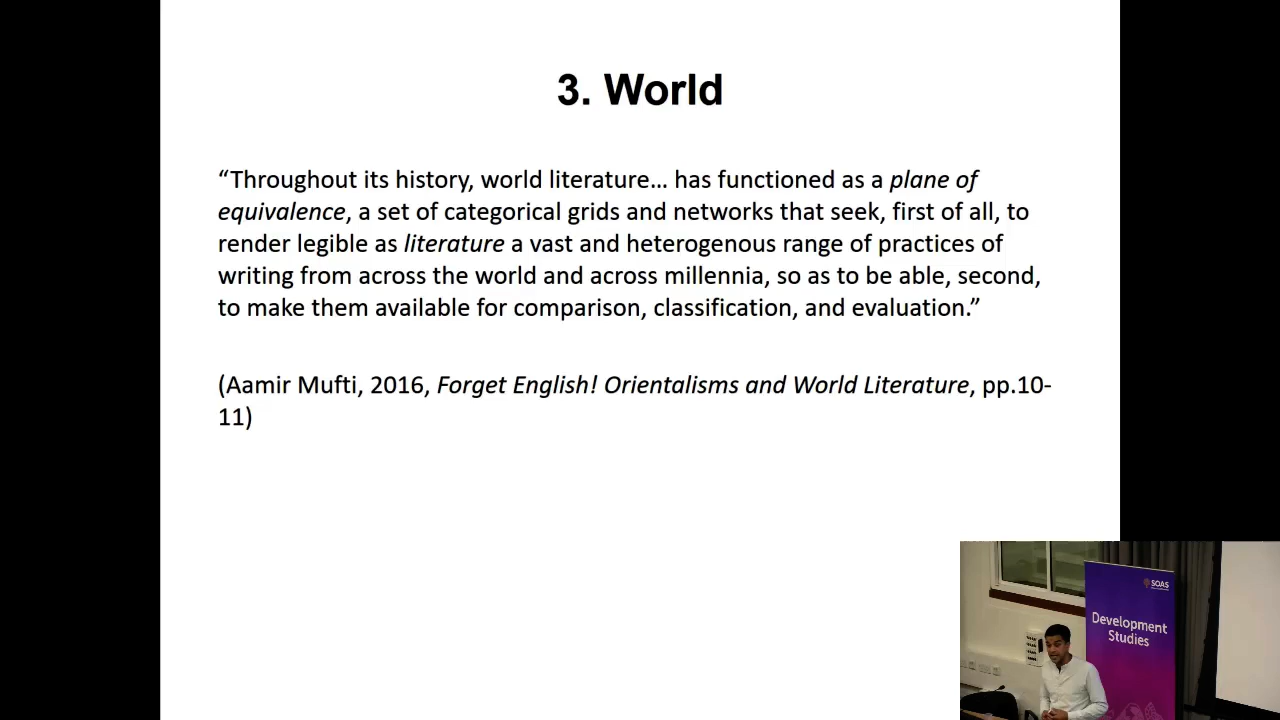 3. World
“Throughout its history, world literature… has functioned as a plane of
equivalence, a set of categorical grids and networks that seek, first of all, to
render legible as literature a vast and heterogenous range of practices of
writing from across the world and across millennia, so as to be able, second,
to make them available for comparison, classification, and evaluation.”
(Aamir Mufti, 2016, Forget English! Orientalisms and World Literature, pp.10-
11)
SOAS
Development
Studies